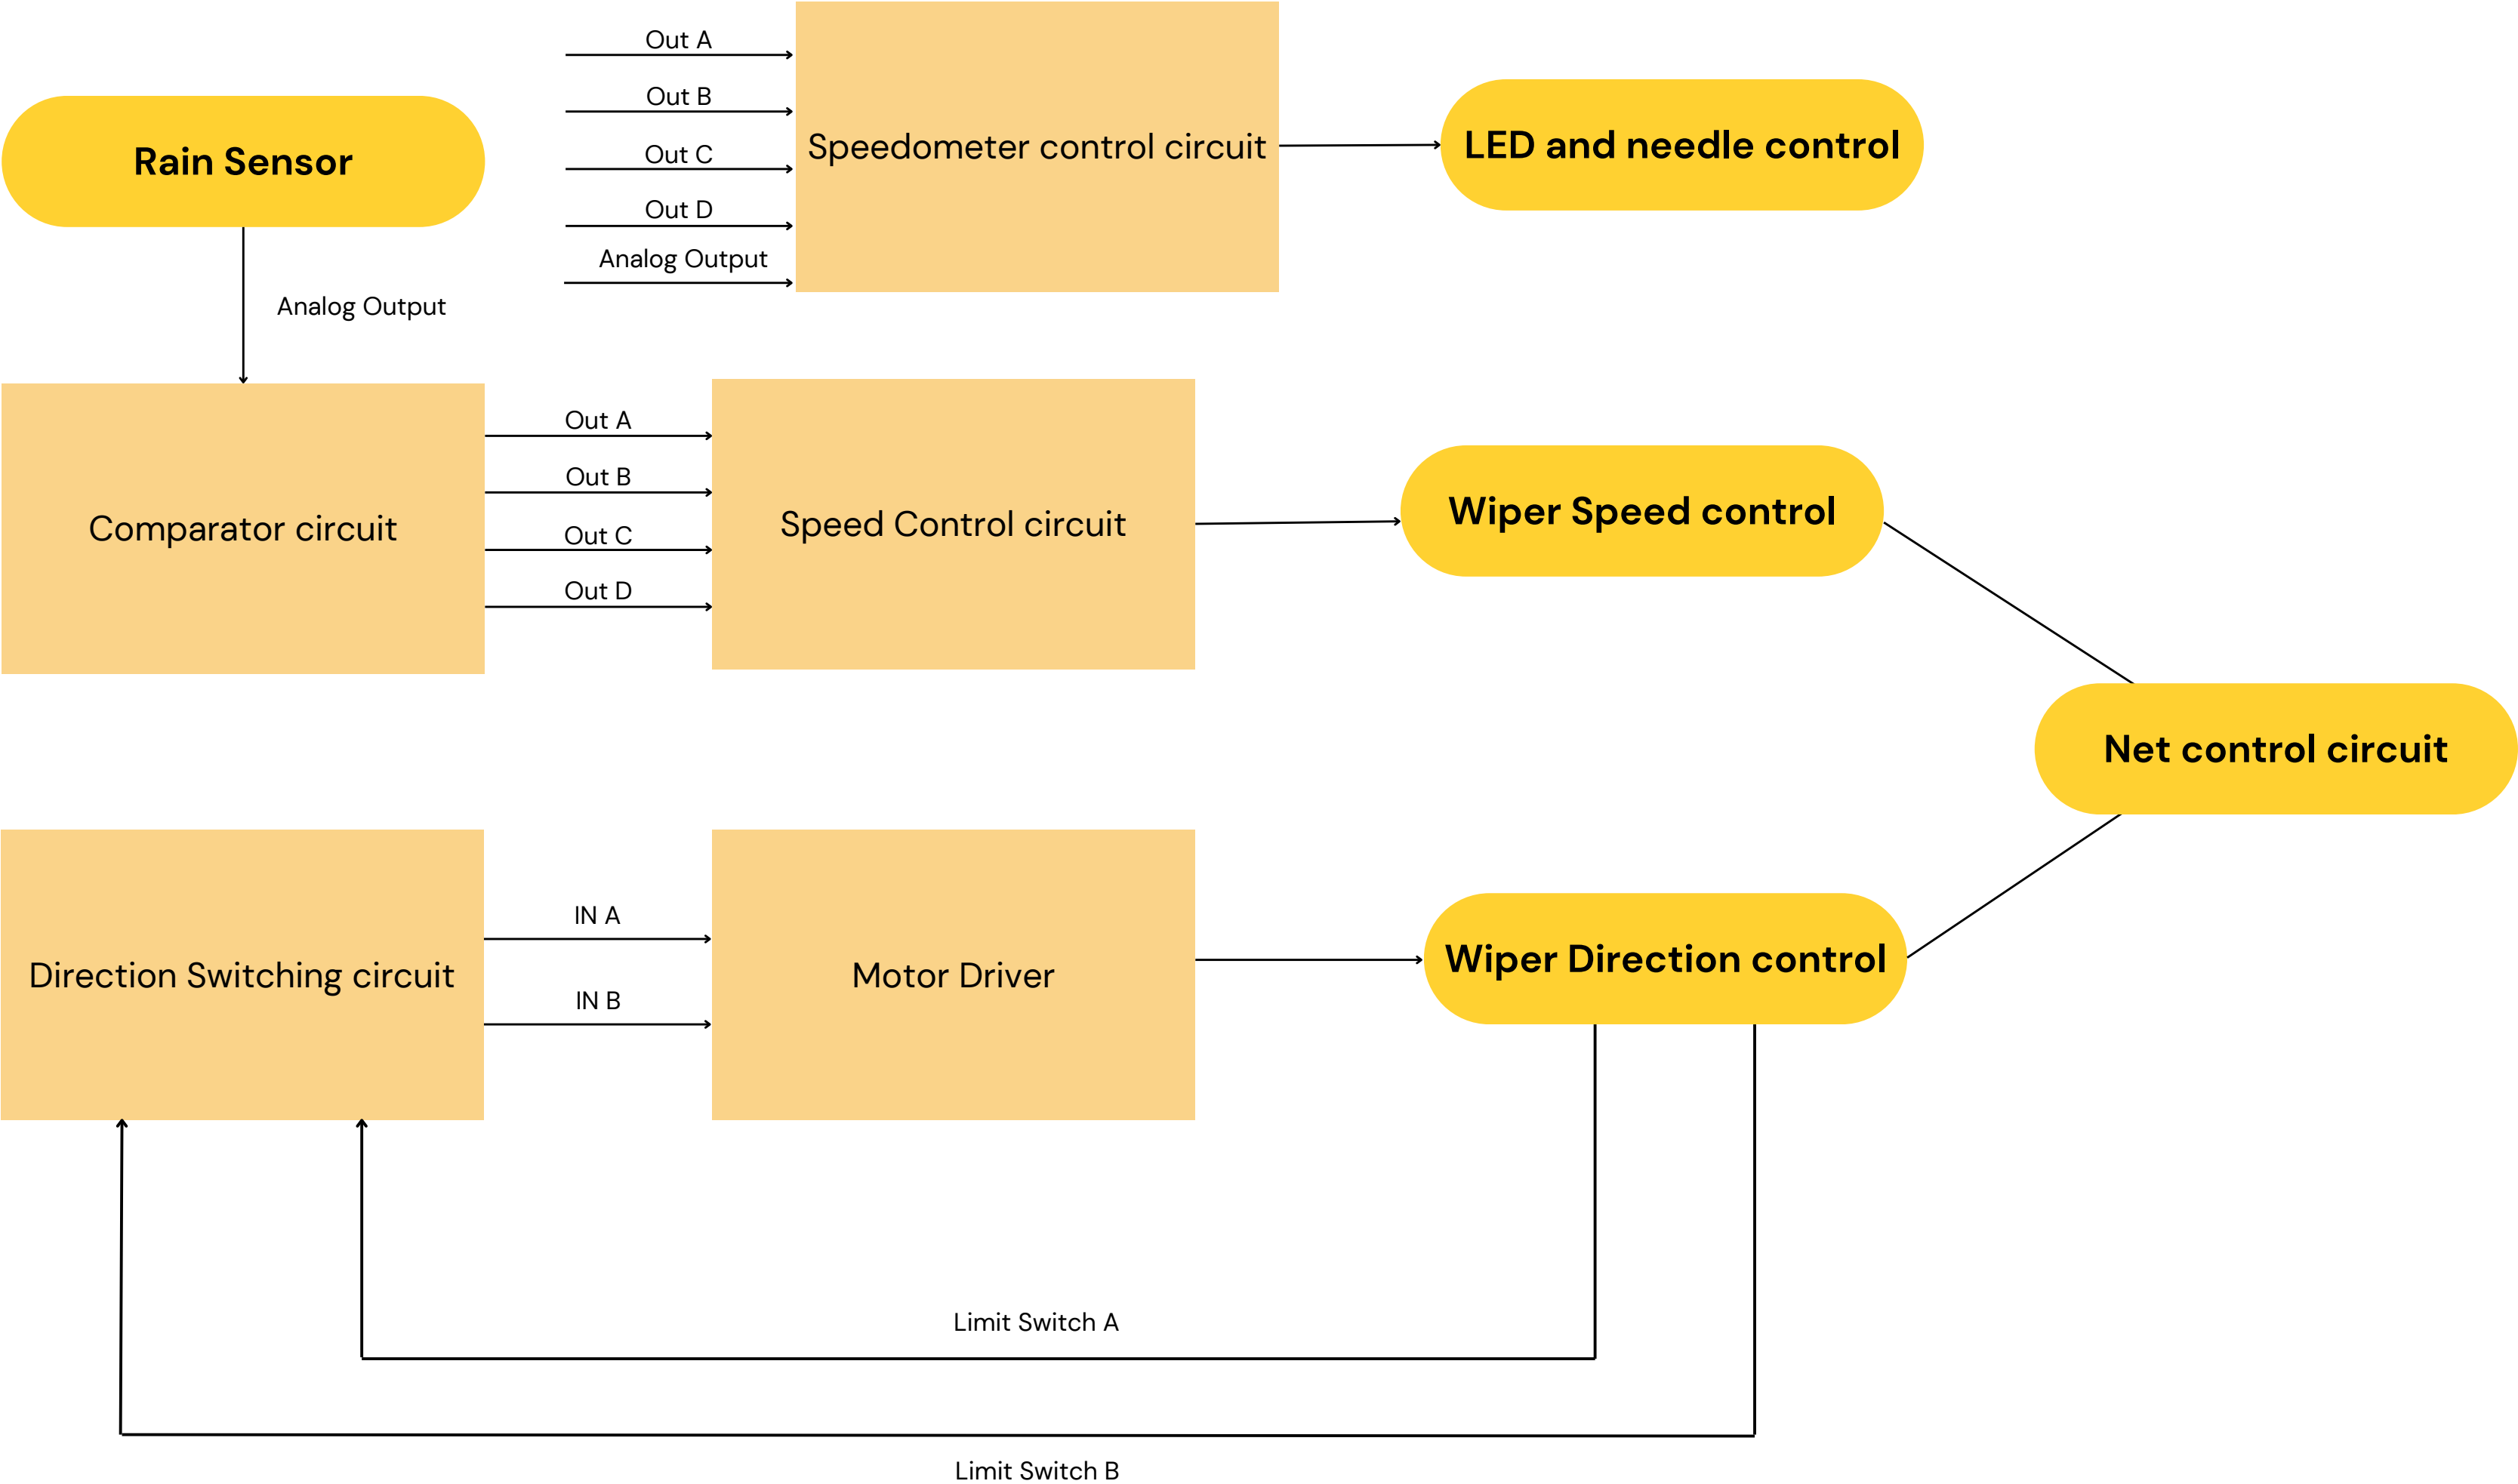 Out A
Out B
Out C
Out D
Analog Output
Speedometer control circuit
LED and needle control
Rain Sensor
Analog Output
Comparator circuit
Out A
Out B
Out C
Out D
Speed Control circuit
Wiper Speed control
Net control circuit
Direction Switching circuit
IN A
IN B
Motor Driver
Wiper Direction control
Limit Switch A
Limit Switch B